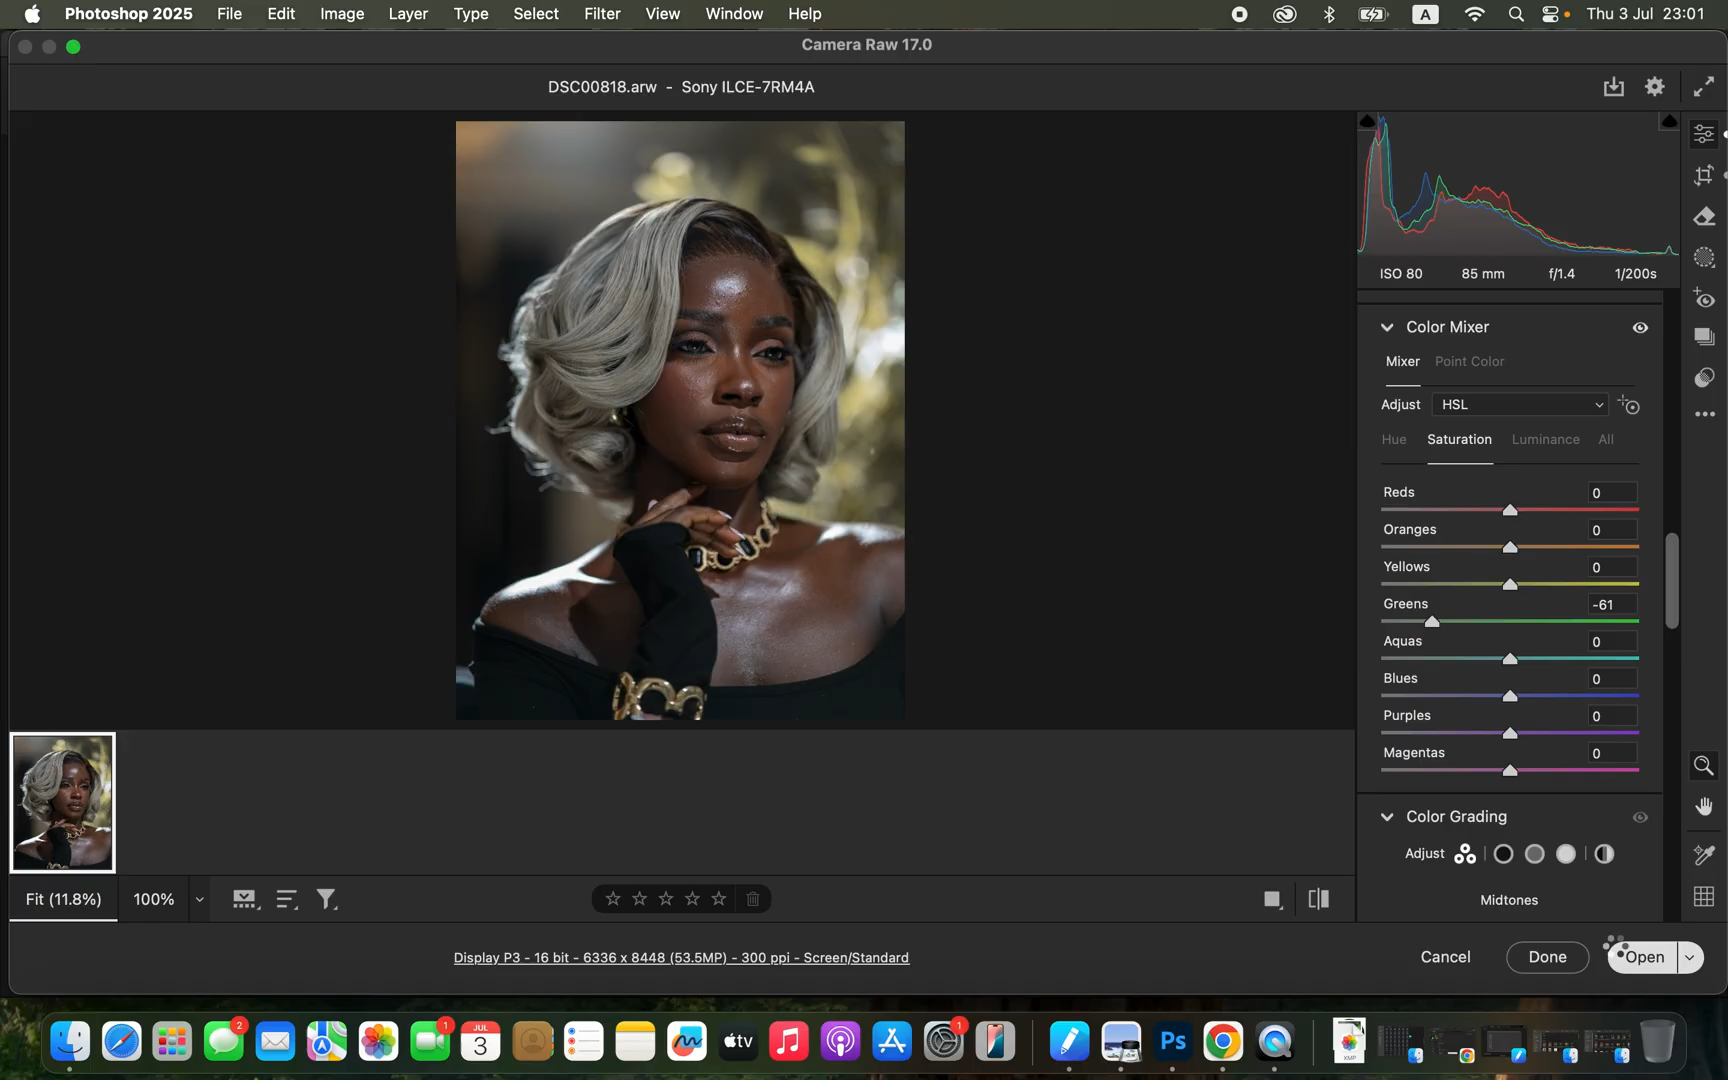 Photoshop 2025 File Edit Image Layer Type Select Filter View Window Help A Thu 3 Jul 23:01
Camera Raw 17.0
DSC00818.arw - Sony ILCE-7RM4A
ISO 80 85 mm f/1.4 1/200s
Color Mixer
Mixer Point Color
Adjust HSL
Hue Saturation Luminance All
Reds 0
Oranges 0
Yellows 0
Greens -61
Aquas 0
Blues 0
Purples 0
Magentas 0
Color Grading
Adjust
Midtones
Fit (11.8%) 100%
Display P3 - 16 bit - 6336 x 8448 (53.5MP) - 300 ppi - Screen/Standard
Cancel Done Open
2 1 JUL 3 tv 1 Ps XMP